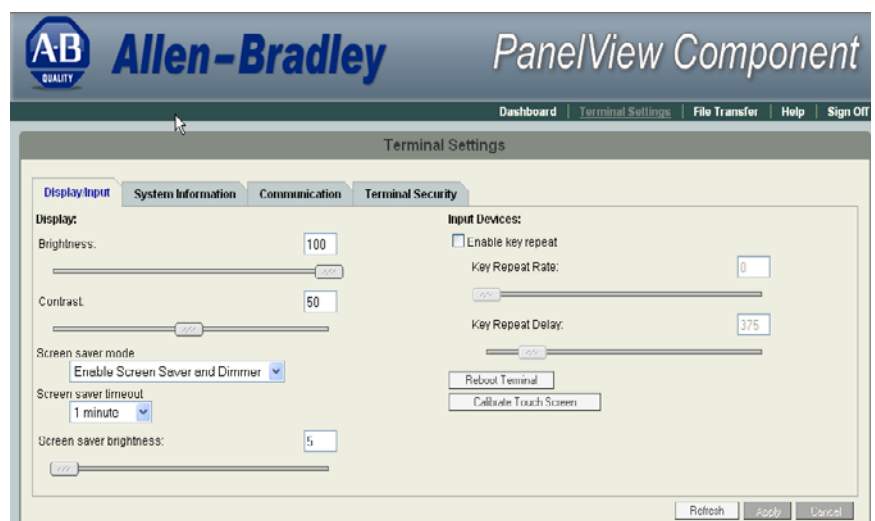 A·B
QUALITY
Allen-Bradley
PanelView Component
Dashboard | Terminal Settings | File Transfer | Help | Sign Off
Terminal Settings
Display/Input
System Information
Communication
Terminal Security
Display:
Brightness:
100
Contrast:
50
Screen saver mode
Enable Screen Saver and Dimmer
Screen saver timeout
1 minute
Screen saver brightness:
5
Input Devices:
Enable key repeat
Key Repeat Rate:
0
Key Repeat Delay:
375
Reboot Terminal
Calibrate Touch Screen
Refresh
Apply
Cancel